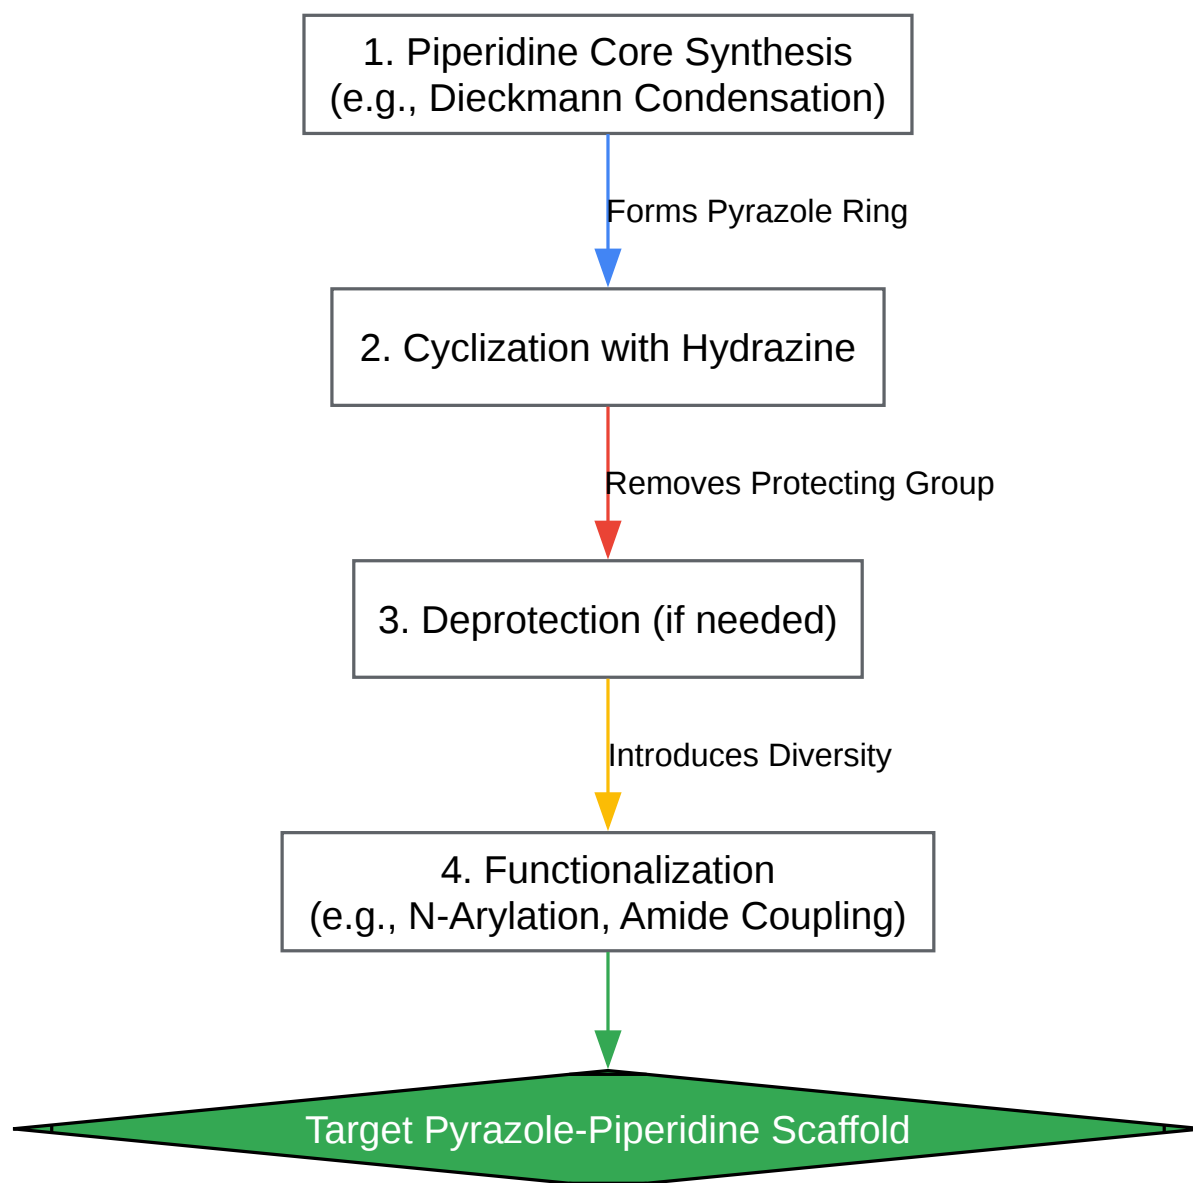 1. Piperidine Core Synthesis
(e.g., Dieckmann Condensation)
Forms Pyrazole Ring
2. Cyclization with Hydrazine
Removes Protecting Group
3. Deprotection (if needed)
Introduces Diversity
4. Functionalization
(e.g., N-Arylation, Amide Coupling)
Target Pyrazole-Piperidine Scaffold